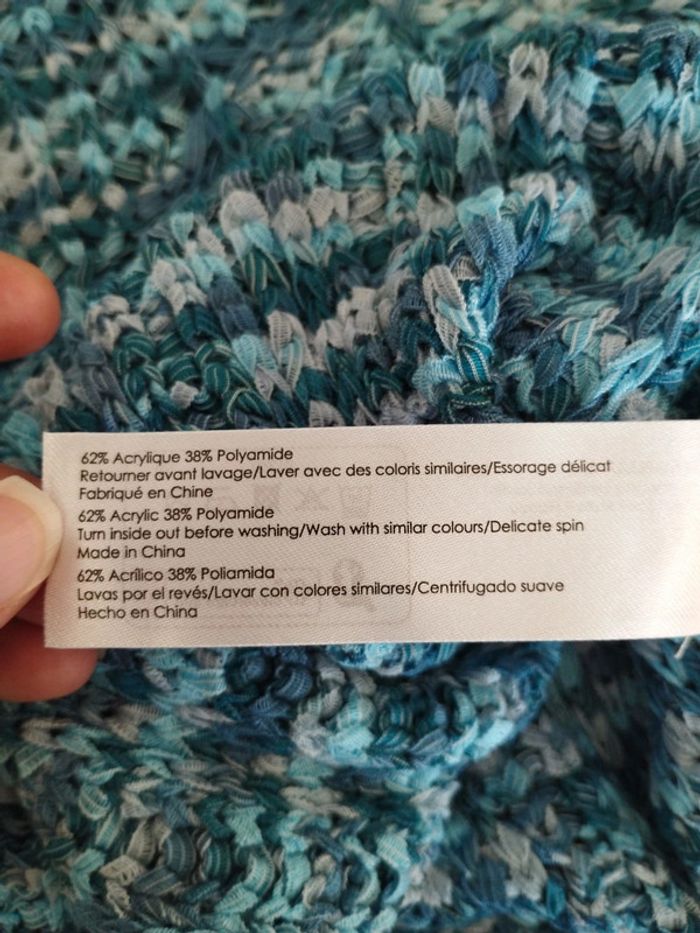 62% Acrylique 38% Polyamide
Retourner avant lavage/Laver avec des coloris similaires/Essorage délicat
Fabriqué en Chine
62% Acrylic 38% Polyamide
Turn inside out before washing/Wash with similar colours/Delicate spin
Made in China
62% Acrílico 38% Poliamida
Lavas por el revés/Lavar con colores similares/Centrifugado suave
Hecho en China